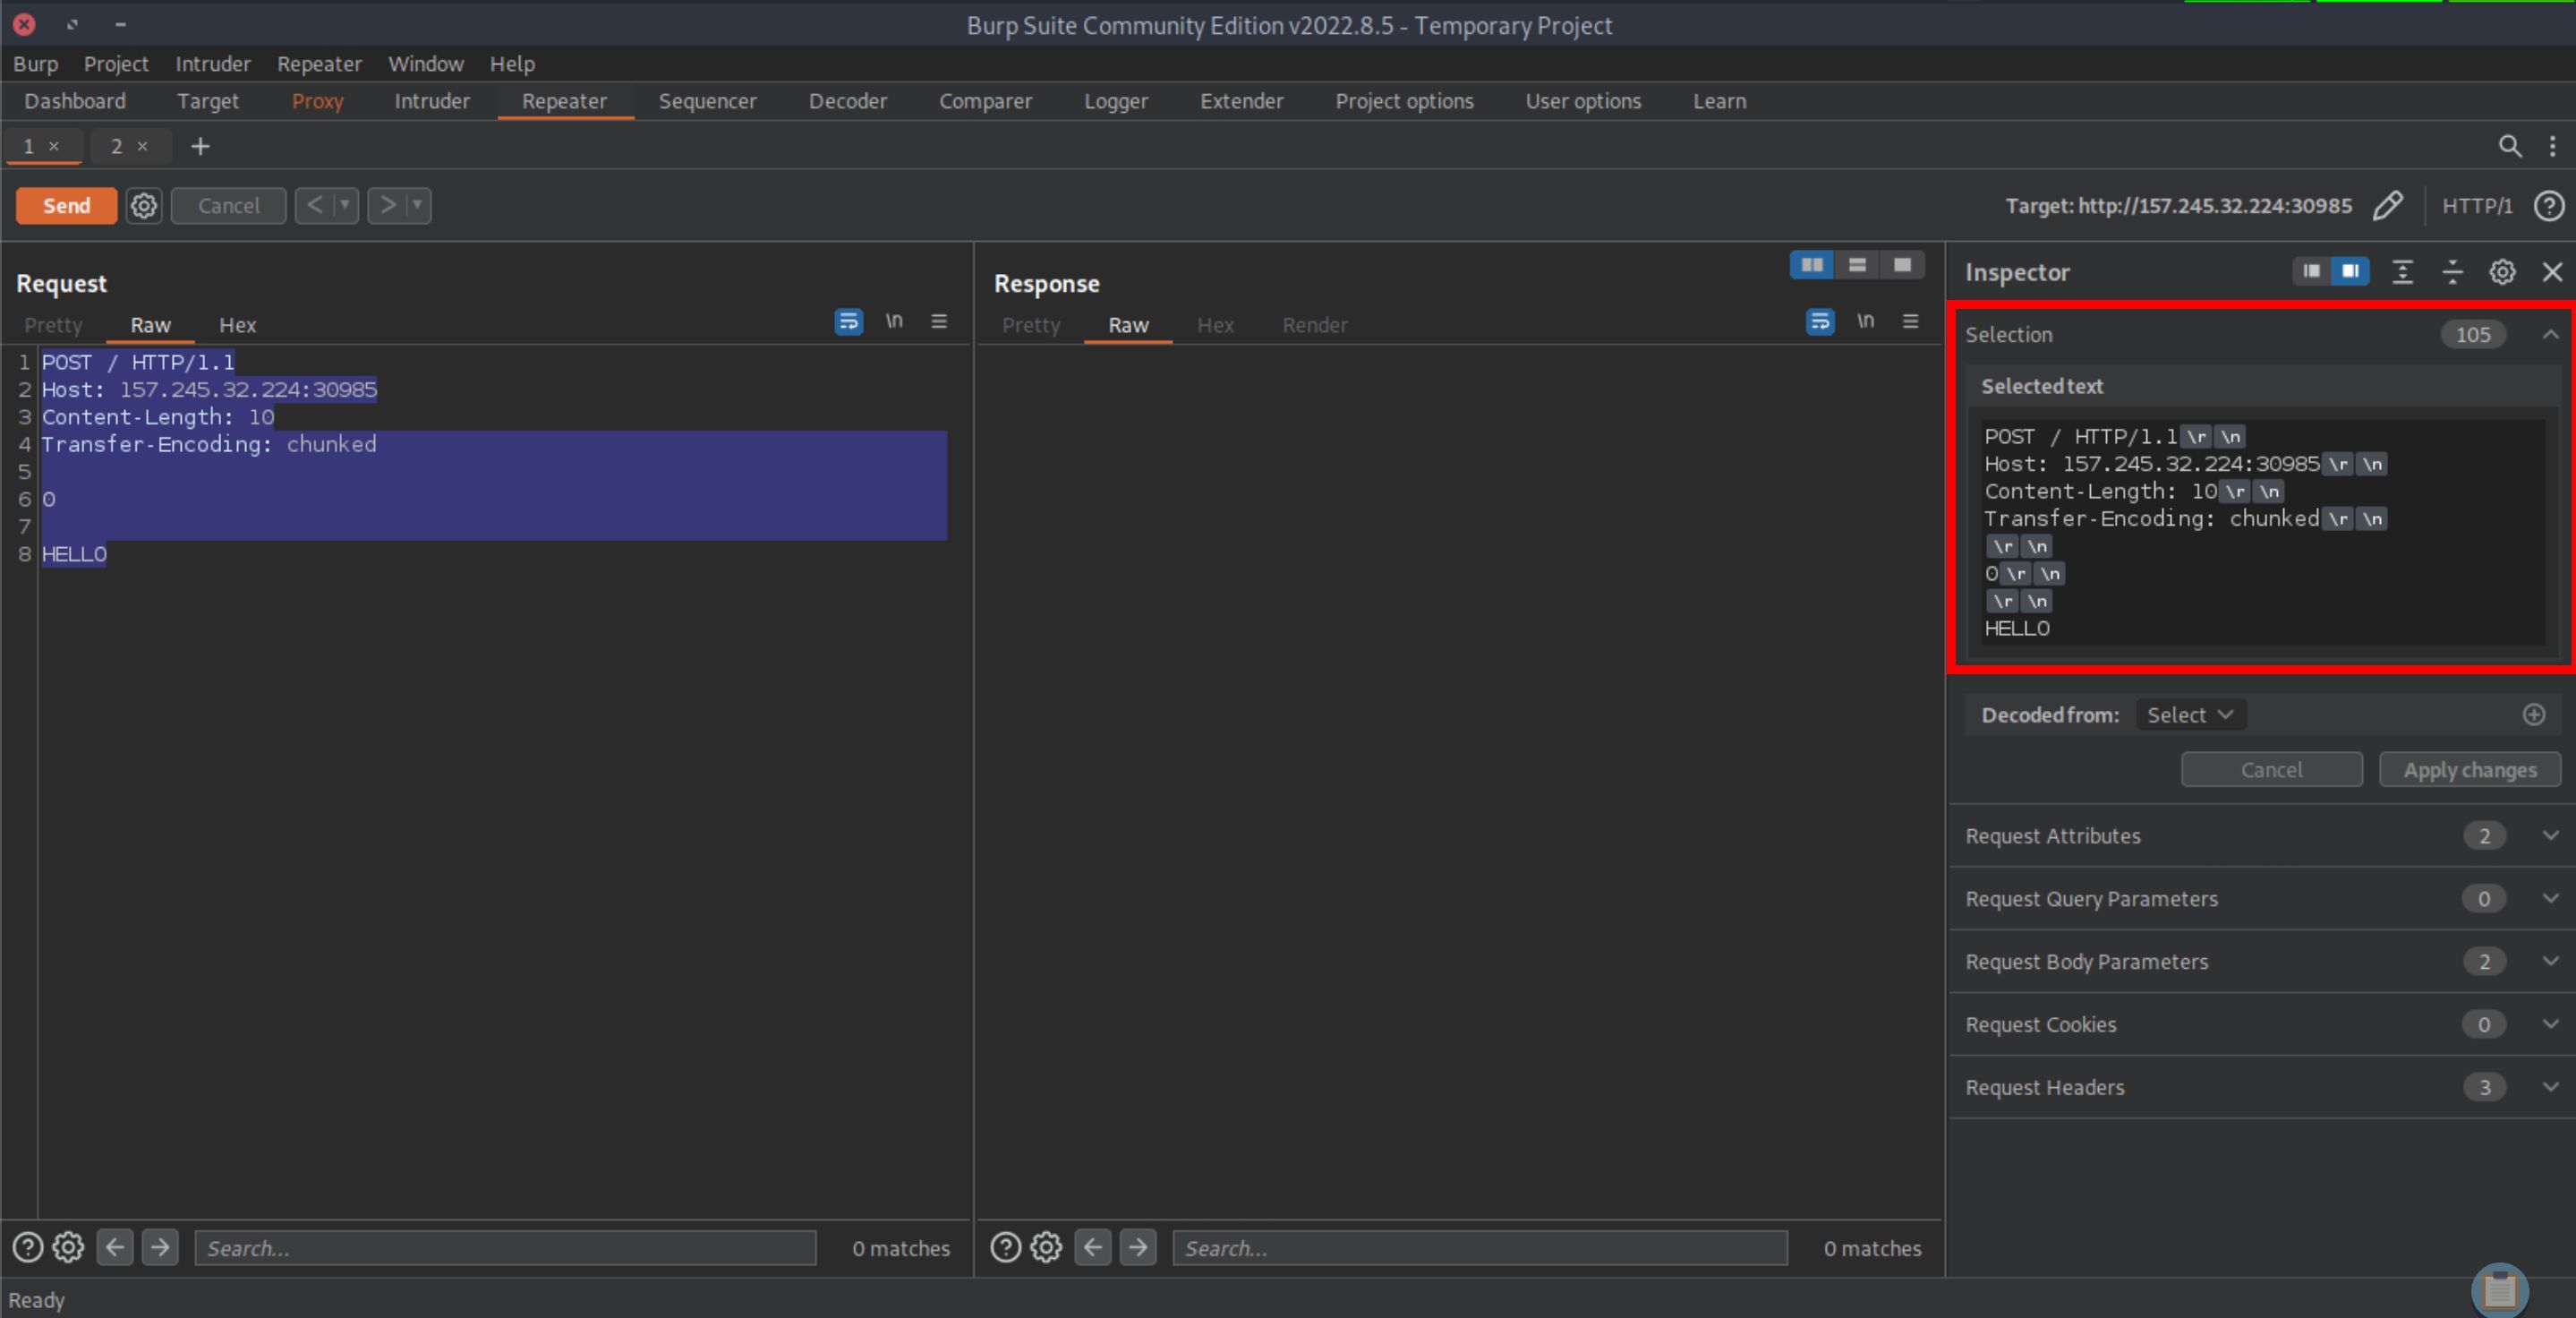 Burp Suite Community Edition v2022.8.5 - Temporary Project
Burp Project Intruder Repeater Window Help
Dashboard Target Proxy Intruder Repeater Sequencer Decoder Comparer Logger Extender Project options User options Learn
1 × 2 × +
Send Cancel < > Target: http://157.245.32.224:30985 HTTP/1 ?
Request
Pretty Raw Hex \n
1 POST / HTTP/1.1
2 Host: 157.245.32.224:30985
3 Content-Length: 10
4 Transfer-Encoding: chunked
5
6 0
7
8 HELLO
? Search... 0 matches
Response
Pretty Raw Hex Render \n
? Search... 0 matches
Inspector
Selection 105
Selected text
POST / HTTP/1.1 \r \n
Host: 157.245.32.224:30985 \r \n
Content-Length: 10 \r \n
Transfer-Encoding: chunked \r \n
\r \n
0 \r \n
\r \n
HELLO
Decoded from: Select
Cancel Apply changes
Request Attributes 2
Request Query Parameters 0
Request Body Parameters 2
Request Cookies 0
Request Headers 3
Ready